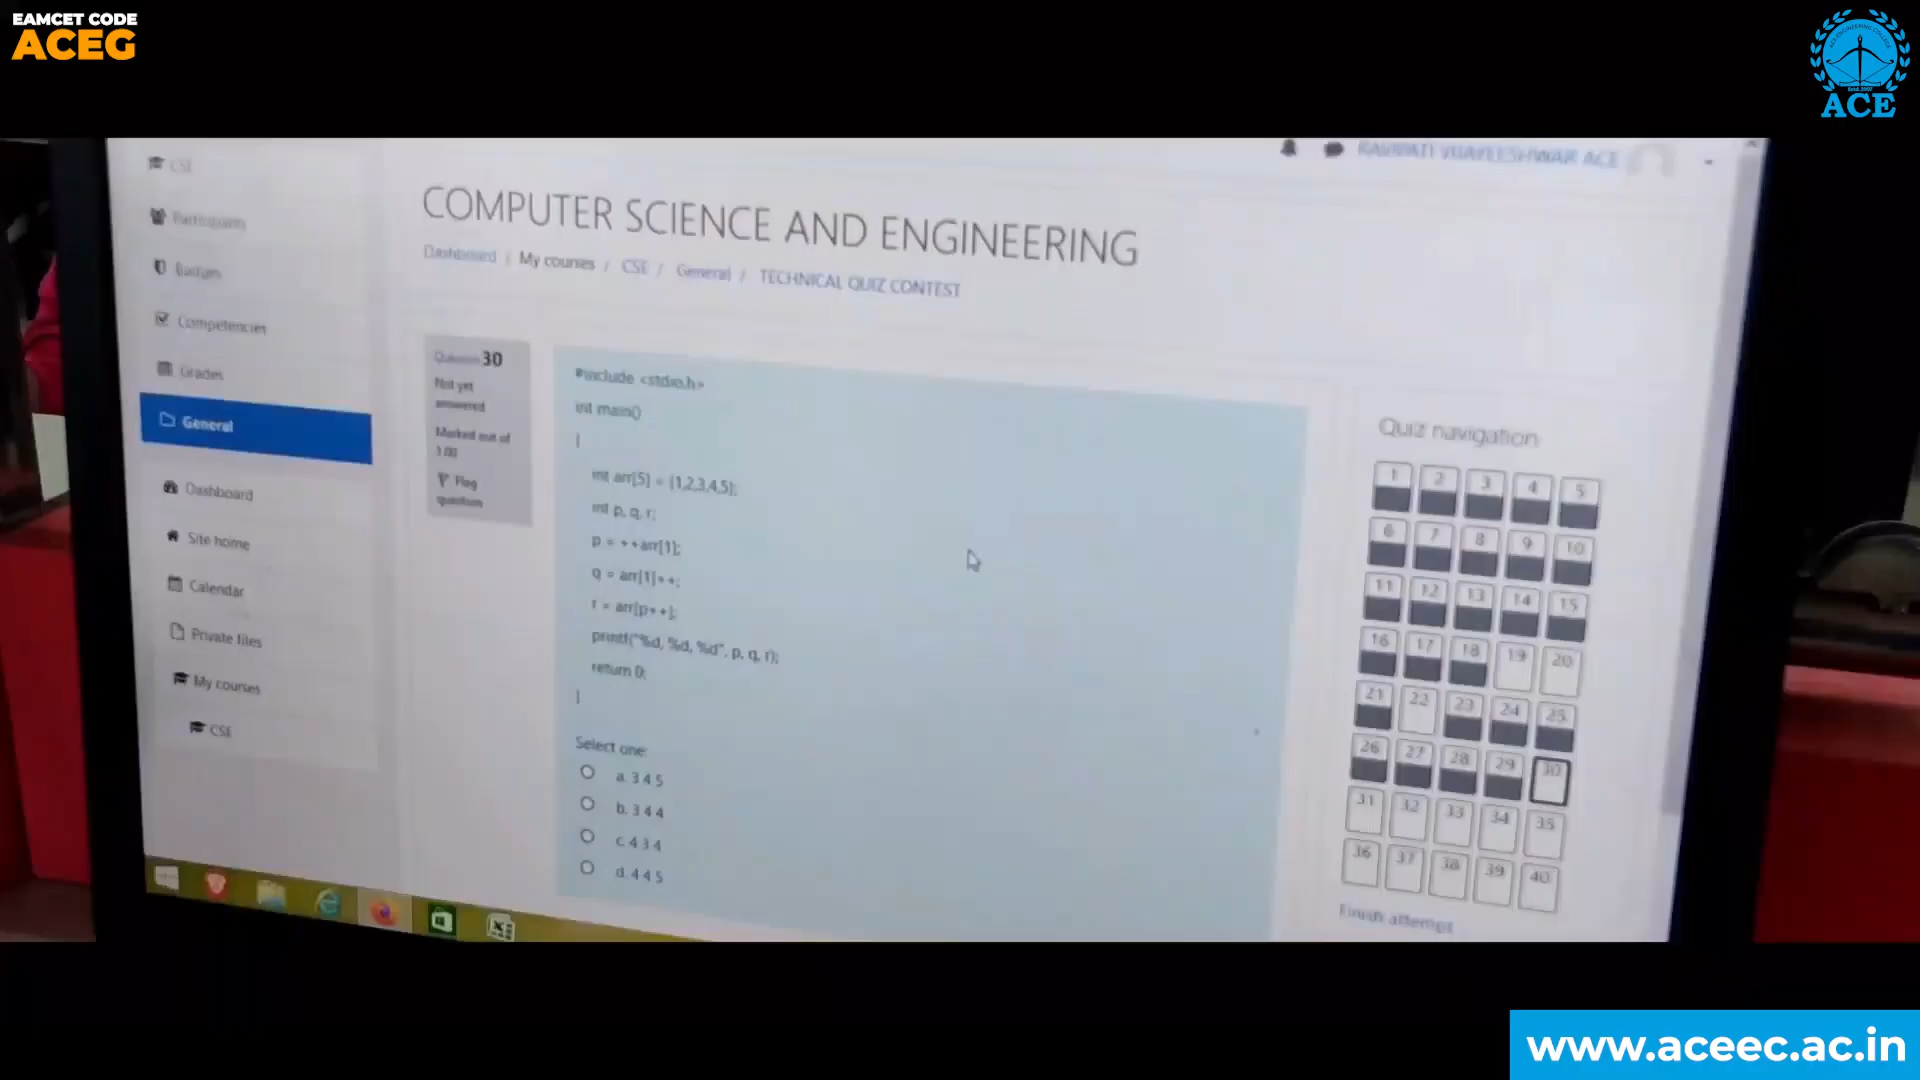 EAMCET CODE
ACEG
ACE
CSE
Participants
Badges
Competencies
Grades
General
Dashboard
Site home
Calendar
Private files
My courses
CSE
COMPUTER SCIENCE AND ENGINEERING
Dashboard / My courses / CSE / General / TECHNICAL QUIZ CONTEST
Question 30
Not yet
answered
Marked out of
1.00
Flag
question
#include <stdio.h>
int main()
{
int arr[5] = {1,2,3,4,5};
int p, q, r;
p = ++arr[1];
q = arr[1]++;
r = arr[p++];
printf("%d, %d, %d", p, q, r);
return 0;
}
Select one:
a. 3 4 5
b. 3 4 4
c. 4 3 4
d. 4 4 5
Quiz navigation
1 2 3 4 5
6 7 8 9 10
11 12 13 14 15
16 17 18 19 20
21 22 23 24 25
26 27 28 29 30
31 32 33 34 35
36 37 38 39 40
Finish attempt
www.aceec.ac.in